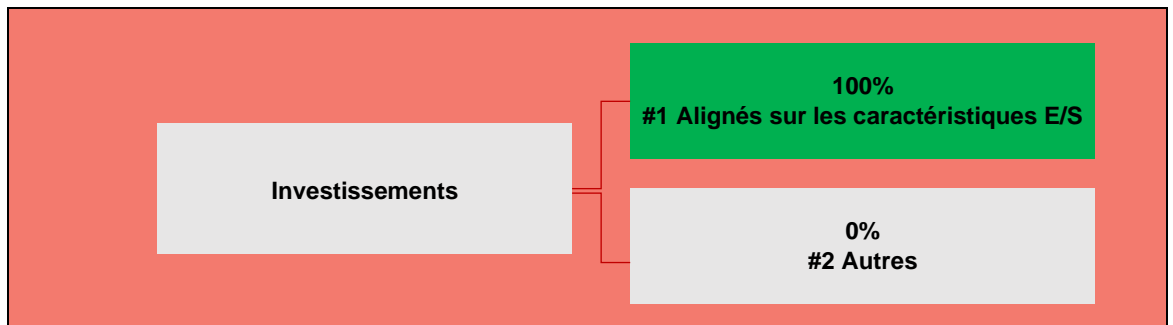 100%
#1 Alignés sur les caractéristiques E/S
Investissements
0%
#2 Autres